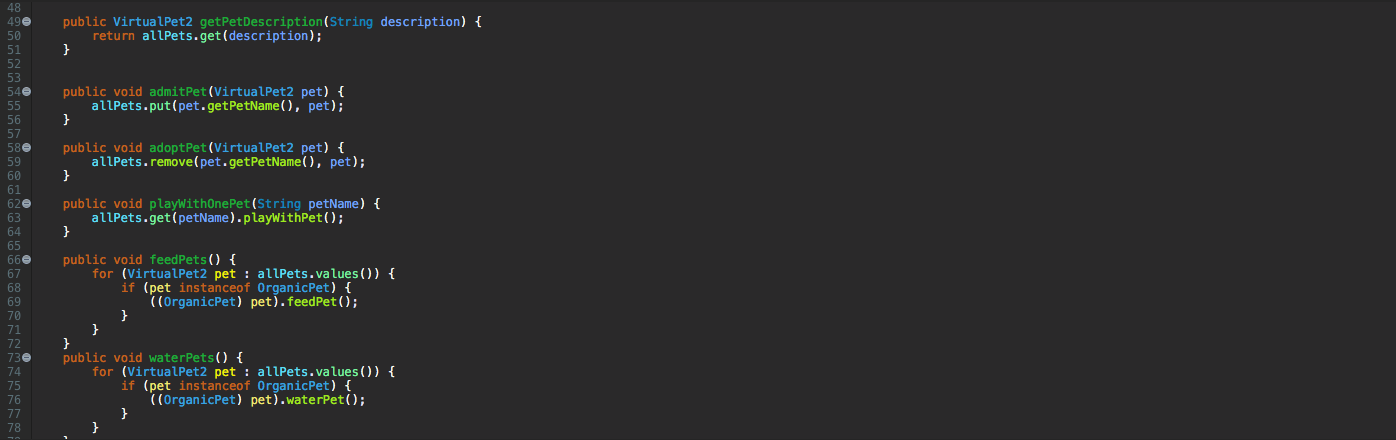 48
49 public VirtualPet2 getPetDescription(String description) {
50 return allPets.get(description);
51 }
52
53
54 public void admitPet(VirtualPet2 pet) {
55 allPets.put(pet.getPetName(), pet);
56 }
57
58 public void adoptPet(VirtualPet2 pet) {
59 allPets.remove(pet.getPetName(), pet);
60 }
61
62 public void playWithOnePet(String petName) {
63 allPets.get(petName).playWithPet();
64 }
65
66 public void feedPets() {
67 for (VirtualPet2 pet : allPets.values()) {
68 if (pet instanceof OrganicPet) {
69 ((OrganicPet) pet).feedPet();
70 }
71 }
72 }
73 public void waterPets() {
74 for (VirtualPet2 pet : allPets.values()) {
75 if (pet instanceof OrganicPet) {
76 ((OrganicPet) pet).waterPet();
77 }
78 }